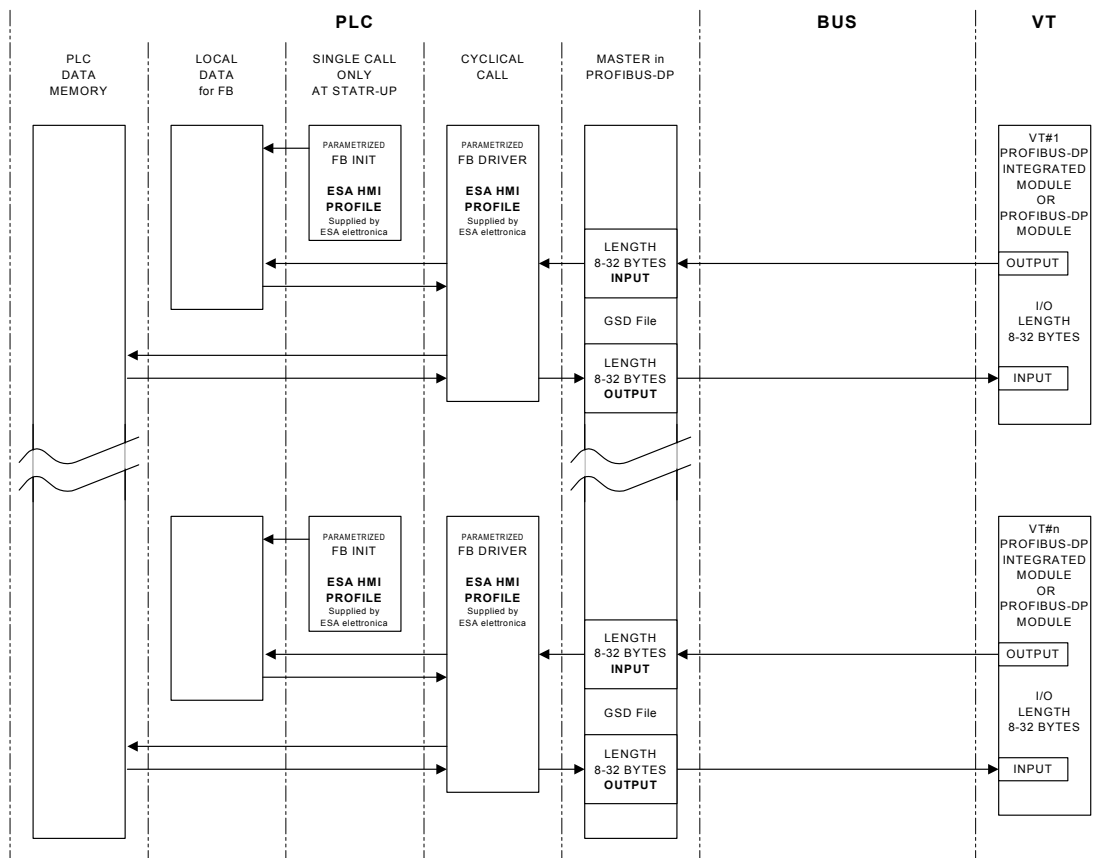 PLC
BUS
VT
PLC
DATA
MEMORY
LOCAL
DATA
for FB
SINGLE CALL
ONLY
AT STATR-UP
CYCLICAL
CALL
MASTER in
PROFIBUS-DP
PARAMETRIZED
FB INIT
ESA HMI
PROFILE
Supplied by
ESA elettronica
PARAMETRIZED
FB DRIVER
ESA HMI
PROFILE
Supplied by
ESA elettronica
LENGTH
8-32 BYTES
INPUT
GSD File
LENGTH
8-32 BYTES
OUTPUT
VT#1
PROFIBUS-DP
INTEGRATED
MODULE
OR
PROFIBUS-DP
MODULE
OUTPUT
I/O
LENGTH
8-32 BYTES
INPUT
PARAMETRIZED
FB INIT
ESA HMI
PROFILE
Supplied by
ESA elettronica
PARAMETRIZED
FB DRIVER
ESA HMI
PROFILE
Supplied by
ESA elettronica
LENGTH
8-32 BYTES
INPUT
GSD File
LENGTH
8-32 BYTES
OUTPUT
VT#n
PROFIBUS-DP
INTEGRATED
MODULE
OR
PROFIBUS-DP
MODULE
OUTPUT
I/O
LENGTH
8-32 BYTES
INPUT